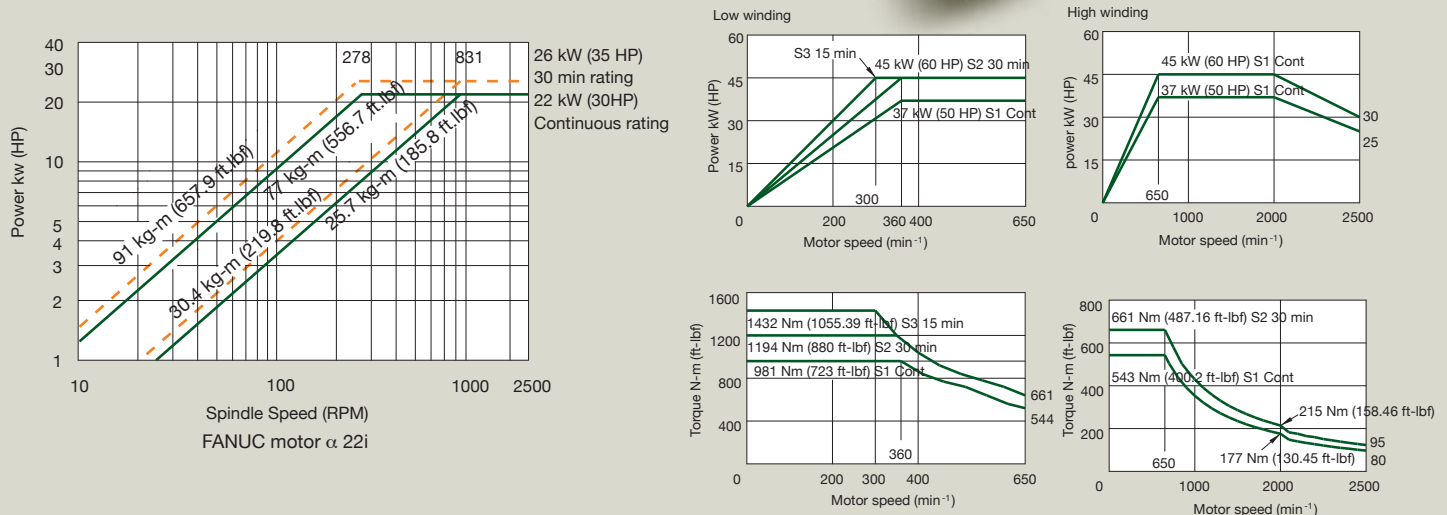 40
30
20
10
5
4
3
2
1
Power kw (HP)
278
831
26 kW (35 HP)
30 min rating
22 kW (30HP)
Continuous rating
91 kg-m (657.9 ft.lbf)
77 kg-m (556.7 ft.lbf)
30.4 kg-m (219.8 ft.lbf)
25.7 kg-m (185.8 ft.lbf)
10 100 1000 2500
Spindle Speed (RPM)
FANUC motor α 22i
Low winding
60
45
30
15
Power kW (HP)
S3 15 min
45 kW (60 HP) S2 30 min
37 kW (50 HP) S1 Cont
300
0 200 360 400 650
Motor speed (min-1)
High winding
60
45
30
15
power kW (HP)
45 kW (60 HP) S1 Cont
37 kW (50 HP) S1 Cont
30
25
650
0 1000 2000 2500
Motor speed (min-1)
1600
1200
800
400
Torque N-m (ft-lbf)
1432 Nm (1055.39 ft-lbf) S3 15 min
1194 Nm (880 ft-lbf) S2 30 min
981 Nm (723 ft-lbf) S1 Cont
661
544
360
0 200 300 400 650
Motor speed (min-1)
800
600
400
200
Torque N-m (ft-lbf)
661 Nm (487.16 ft-lbf) S2 30 min
543 Nm (400.2 ft-lbf) S1 Cont
215 Nm (158.46 ft-lbf)
177 Nm (130.45 ft-lbf)
95
80
650
0 1000 2000 2500
Motor speed (min-1)